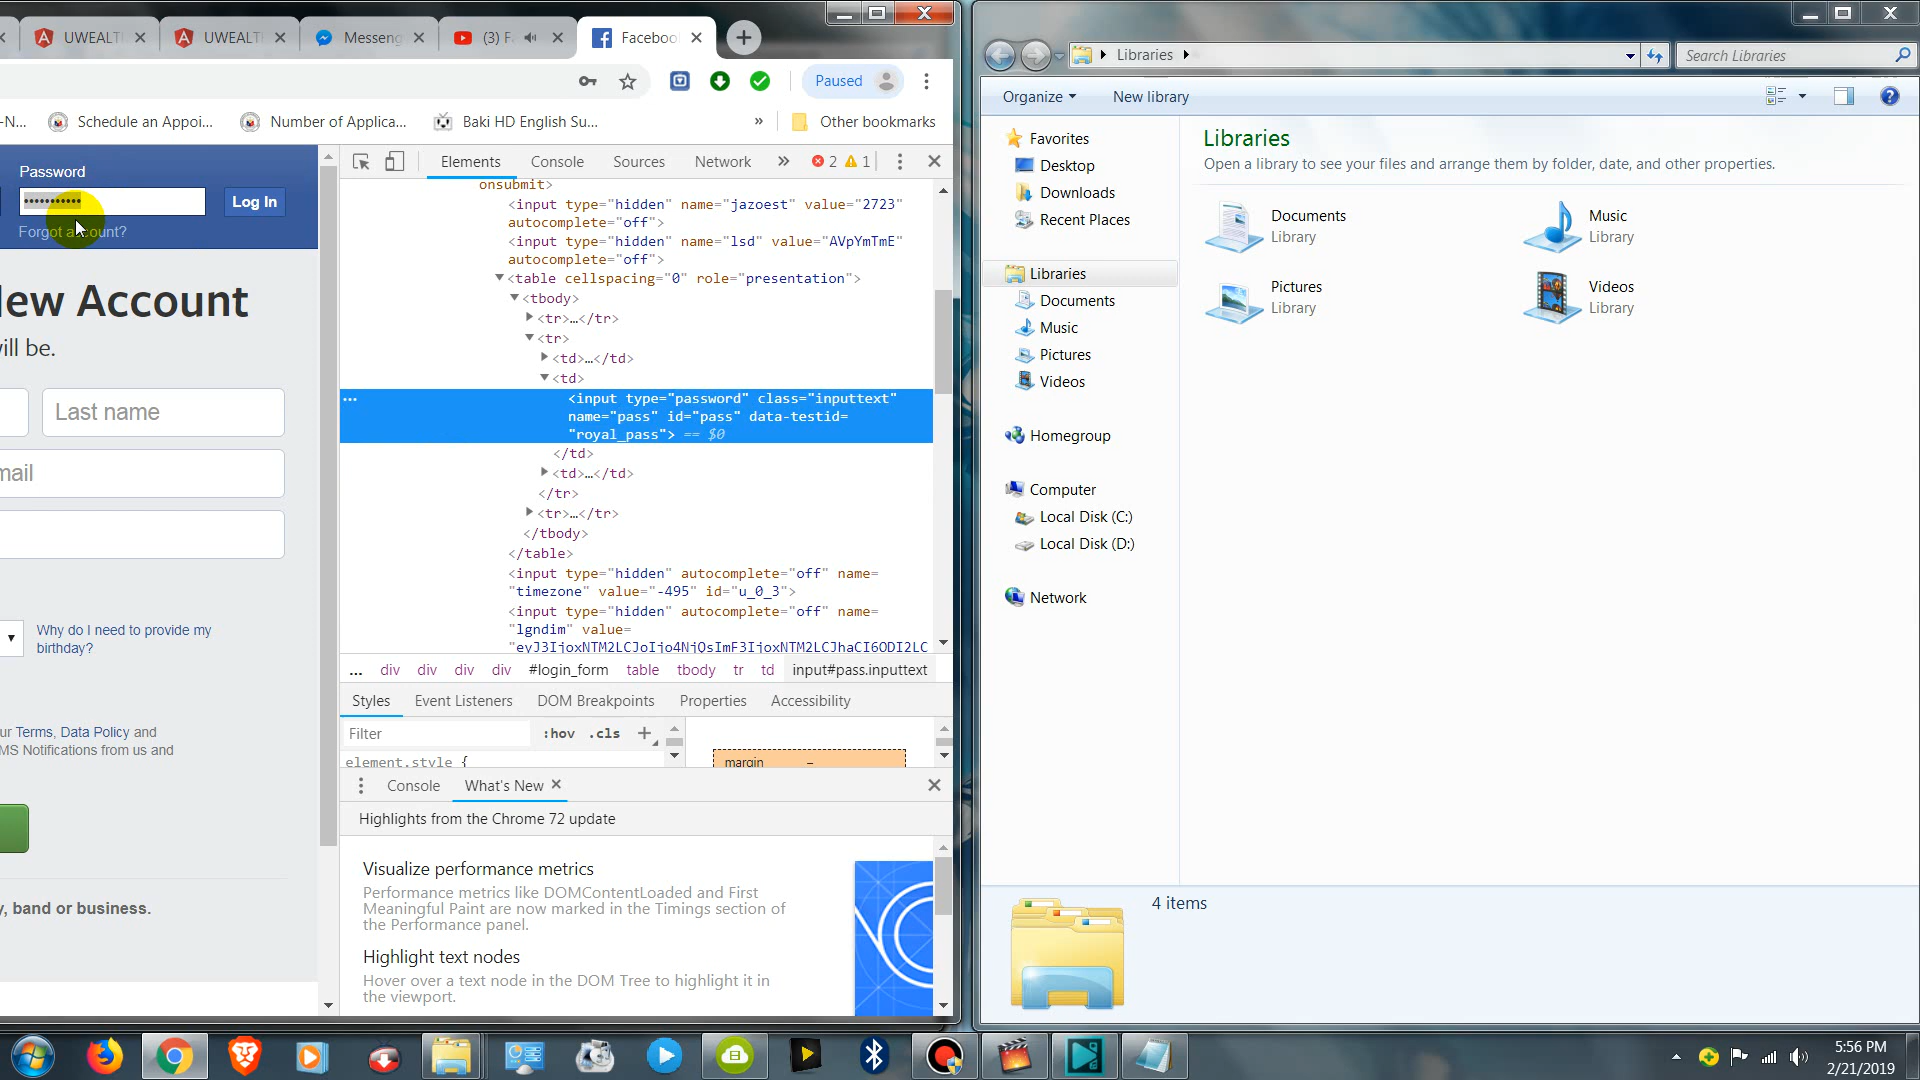 UWEALT
UWEALT
Messeng
(3) F
Faceboo
Paused
-N...
Schedule an Appoi...
Number of Applica...
Baki HD English Su...
»
Other bookmarks
Password
•••••••••••
Log In
Forgot account?
New Account
ill be.
Last name
mail
Why do I need to provide my
birthday?
ur Terms, Data Policy and
MS Notifications from us and
y, band or business.
Elements
Console
Sources
Network
»
2
1
onsubmit>
<input type="hidden" name="jazoest" value="2723"
autocomplete="off">
<input type="hidden" name="lsd" value="AVpYmTmE"
autocomplete="off">
<table cellspacing="0" role="presentation">
<tbody>
<tr>…</tr>
<tr>
<td>…</td>
<td>
<input type="password" class="inputtext"
name="pass" id="pass" data-testid=
"royal_pass"> == $0
</td>
<td>…</td>
</tr>
<tr>…</tr>
</tbody>
</table>
<input type="hidden" autocomplete="off" name=
"timezone" value="-495" id="u_0_3">
<input type="hidden" autocomplete="off" name=
"lgndim" value=
"eyJ3IjoxNTM2LCJoIjo4NjQsImF3IjoxNTM2LCJhaCI6ODI2LC
... div div div div #login_form table tbody tr td input#pass.inputtext
Styles
Event Listeners
DOM Breakpoints
Properties
Accessibility
Filter
:hov .cls +
element.style {
margin
–
Console
What's New
Highlights from the Chrome 72 update
Visualize performance metrics
Performance metrics like DOMContentLoaded and First
Meaningful Paint are now marked in the Timings section of
the Performance panel.
Highlight text nodes
Hover over a text node in the DOM Tree to highlight it in
the viewport.
Libraries
Search Libraries
Organize
New library
Favorites
Desktop
Downloads
Recent Places
Libraries
Documents
Music
Pictures
Videos
Homegroup
Computer
Local Disk (C:)
Local Disk (D:)
Network
Libraries
Open a library to see your files and arrange them by folder, date, and other properties.
Documents
Library
Music
Library
Pictures
Library
Videos
Library
4 items
5:56 PM
2/21/2019